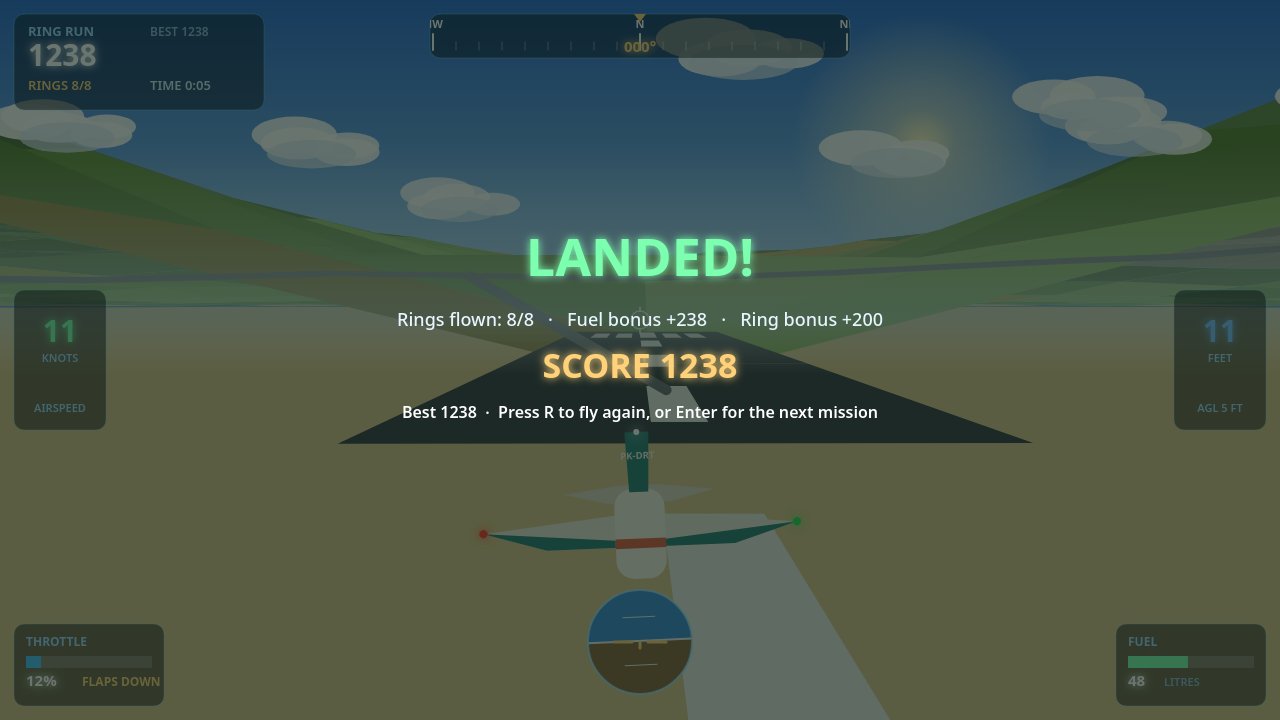 RING RUN BEST 1238
1238
RINGS 8/8 TIME 0:05
N
000°
LANDED!
Rings flown: 8/8 · Fuel bonus +238 · Ring bonus +200
SCORE 1238
Best 1238 · Press R to fly again, or Enter for the next mission
11
KNOTS
AIRSPEED
11
FEET
AGL 5 FT
PK-DRT
THROTTLE
12% FLAPS DOWN
FUEL
48 LITRES